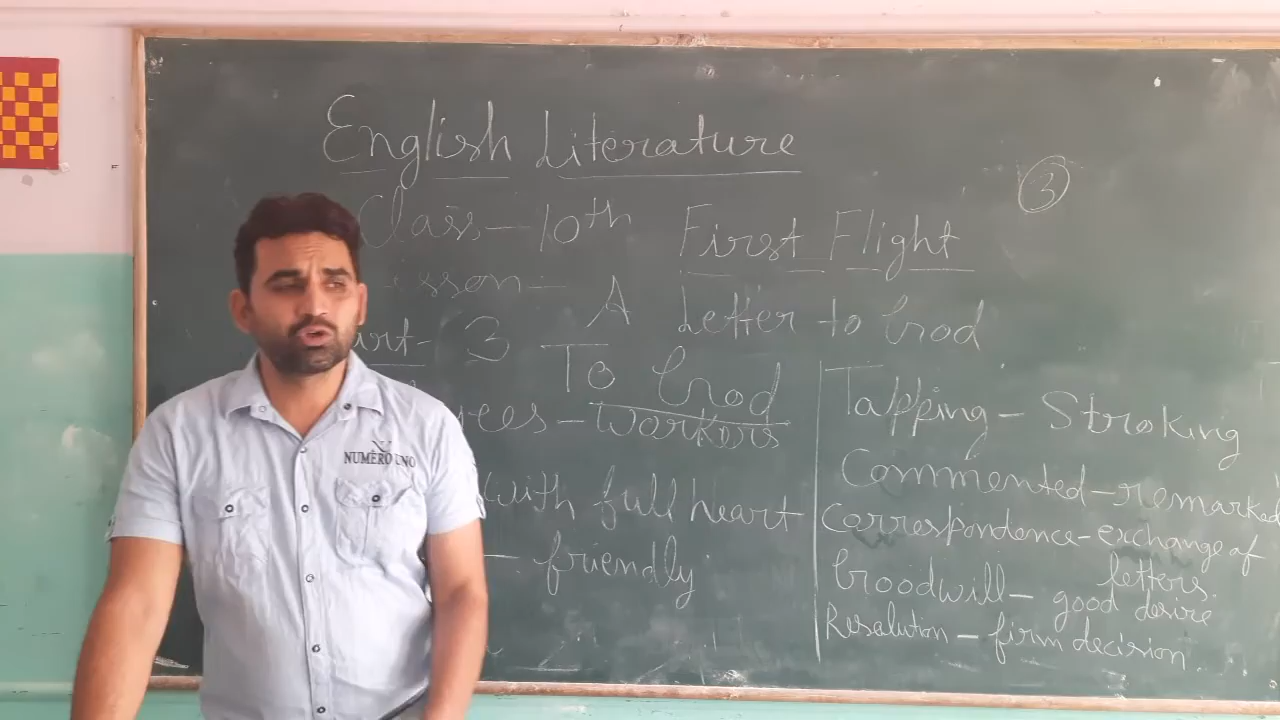 English Literature
3
Class-10th First Flight
A Letter to God
3 To God
Workers
with full heart
- friendly
Tapping - Stroking
Commented - remarked
Correspondence - exchange of
letters.
Goodwill - good desire
Resolution - firm decision.
NUMERO UNO